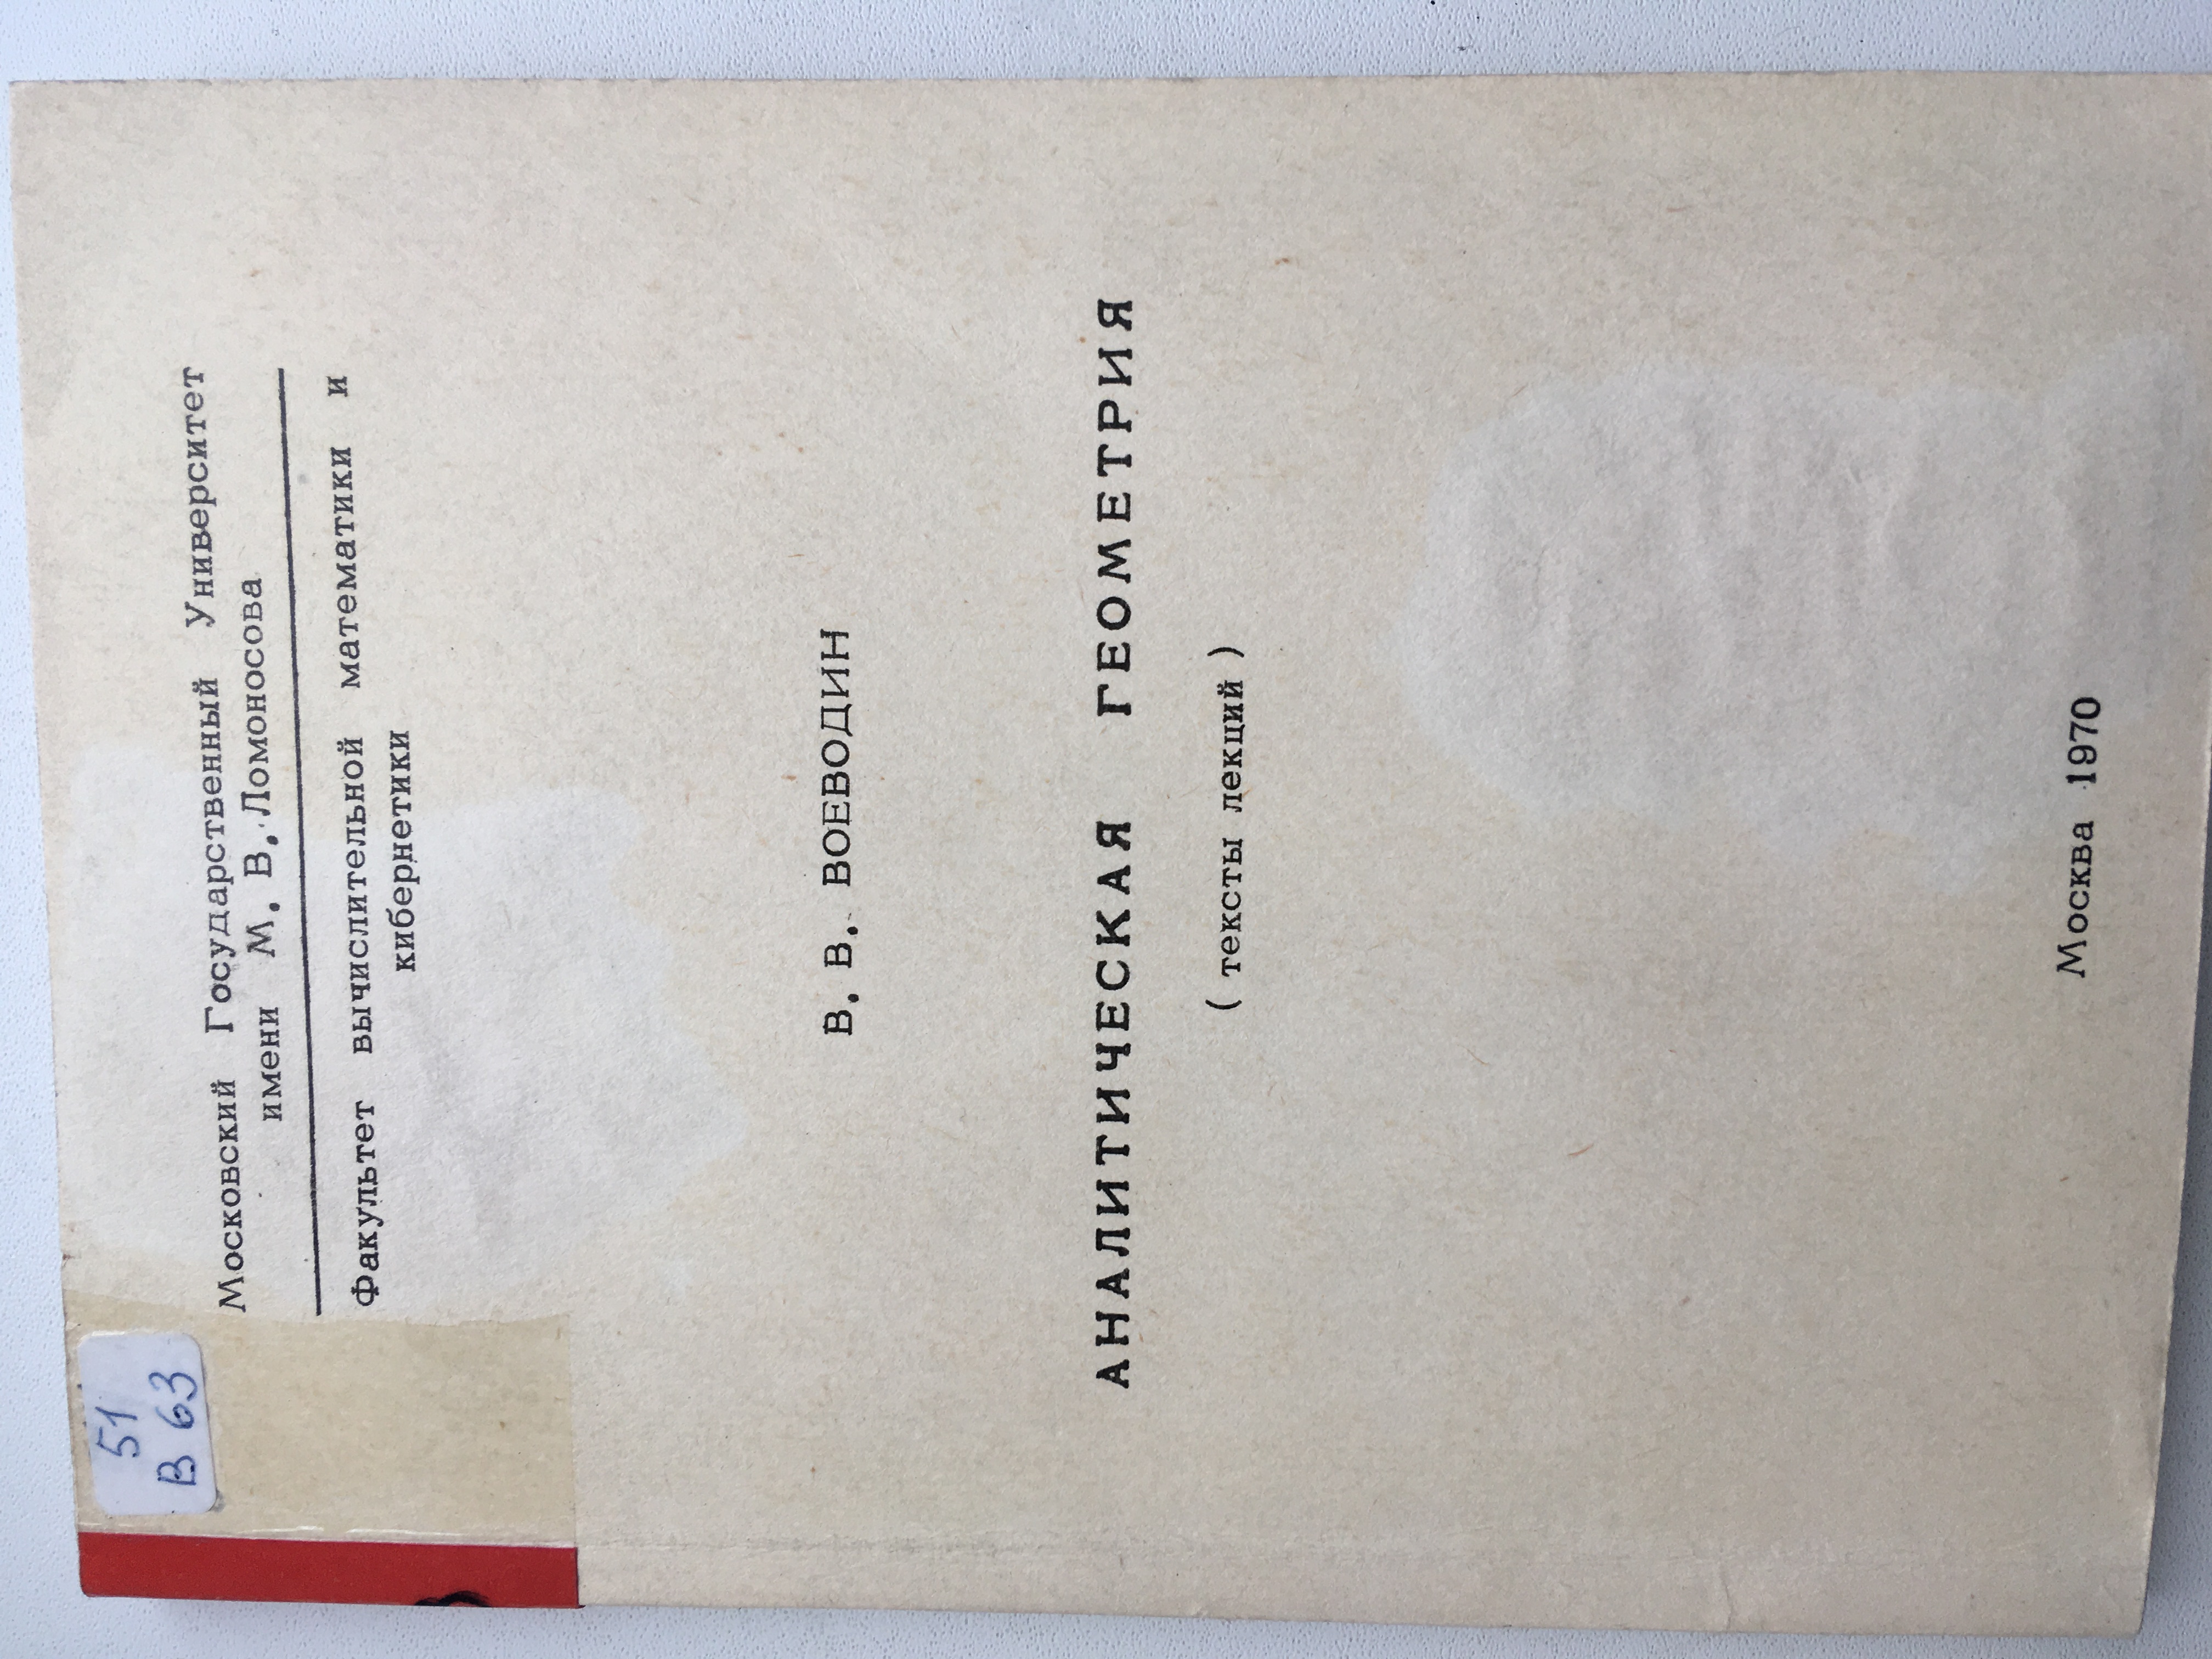 51
В 63
Московский Государственный Университет
имени М. В. Ломоносова
Факультет вычислительной математики и
кибернетики
В. В. ВОЕВОДИН
АНАЛИТИЧЕСКАЯ ГЕОМЕТРИЯ
( тексты лекций )
Москва 1970